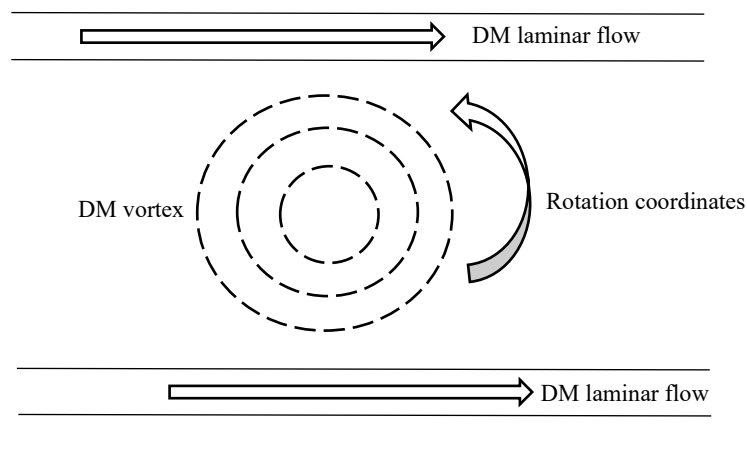 DM laminar flow
DM vortex
Rotation coordinates
DM laminar flow